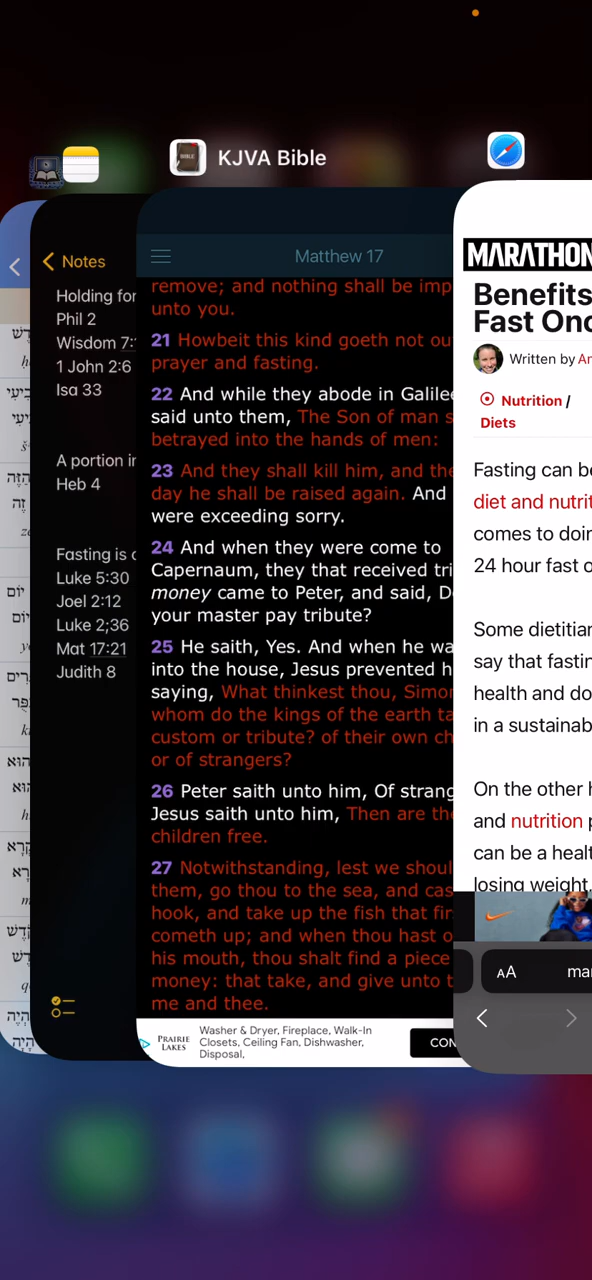 KJVA Bible
Notes
Holding for
Phil 2
Wisdom 7:1
1 John 2:6
Isa 33
A portion in
Heb 4
Fasting is
Luke 5:30
Joel 2:12
Luke 2;36
Mat 17:21
Judith 8
Matthew 17
remove; and nothing shall be imp
unto you.
21 Howbeit this kind goeth not ou
prayer and fasting.
22 And while they abode in Galilee
said unto them, The Son of man s
betrayed into the hands of men:
23 And they shall kill him, and the
day he shall be raised again. And
were exceeding sorry.
24 And when they were come to
Capernaum, they that received tri
money came to Peter, and said, D
your master pay tribute?
25 He saith, Yes. And when he wa
into the house, Jesus prevented h
saying, What thinkest thou, Simo
whom do the kings of the earth ta
custom or tribute? of their own ch
or of strangers?
26 Peter saith unto him, Of strang
Jesus saith unto him, Then are the
children free.
27 Notwithstanding, lest we shoul
them, go thou to the sea, and cas
hook, and take up the fish that fir
cometh up; and when thou hast o
his mouth, thou shalt find a piece
money: that take, and give unto t
me and thee.
PRAIRIE
LAKES
Washer & Dryer, Fireplace, Walk-In
Closets, Ceiling Fan, Dishwasher,
Disposal,
CON
MARATHON
Benefits
Fast Onc
Written by An
Nutrition /
Diets
Fasting can be
diet and nutrit
comes to doin
24 hour fast o
Some dietitian
say that fastin
health and do
in a sustainab
On the other h
and nutrition p
can be a healt
losing weight
AA
mar